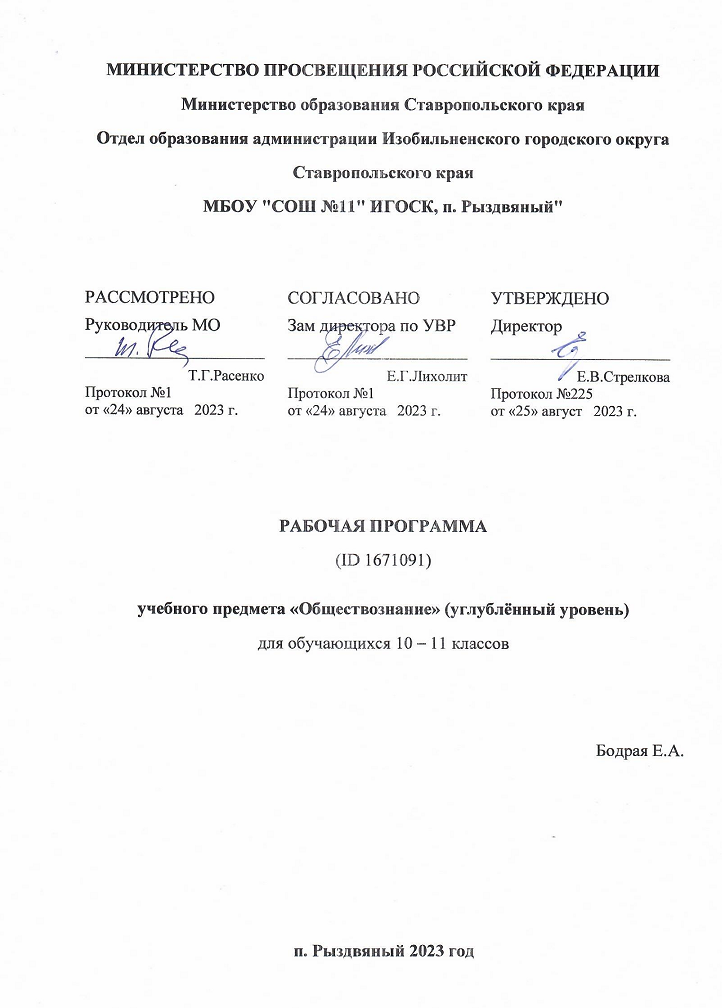 МИНИСТЕРСТВО ПРОСВЕЩЕНИЯ РОССИЙСКОЙ ФЕДЕРАЦИИ
Министерство образования Ставропольского края
Отдел образования администрации Изобильненского городского округа
Ставропольского края
МБОУ "СОШ №11" ИГОСК, п. Рыздвяный"
РАССМОТРЕНО
Руководитель МО
Т.Г.Расенко
Протокол №1
от «24» августа 2023 г.
СОГЛАСОВАНО
Зам директора по УВР
Е.Г.Лихолит
Протокол №1
от «24» августа 2023 г.
УТВЕРЖДЕНО
Директор
Е.В.Стрелкова
Протокол №225
от «25» август 2023 г.
РАБОЧАЯ ПРОГРАММА
(ID 1671091)
учебного предмета «Обществознание» (углублённый уровень)
для обучающихся 10 – 11 классов
Бодрая Е.А.
п. Рыздвяный 2023 год